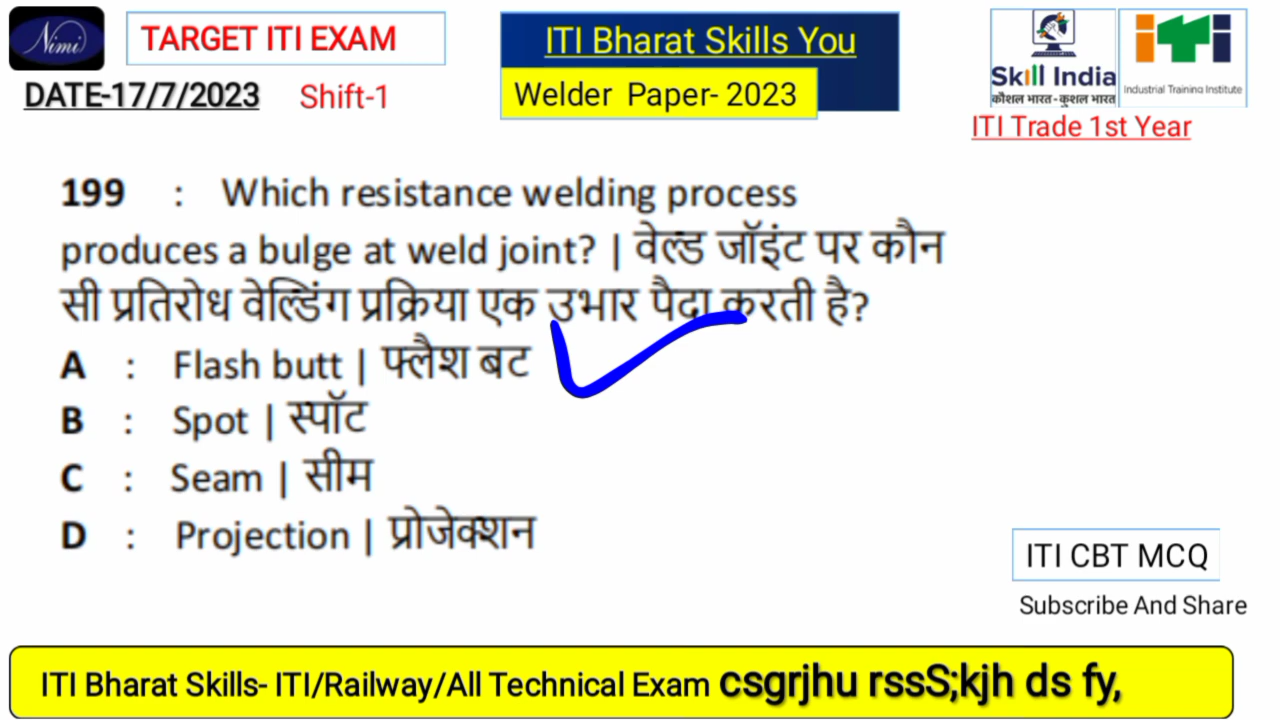 Nimi
TARGET ITI EXAM
ITI Bharat Skills You
Skill India
कौशल भारत-कुशल भारत
iTi
Industrial Training Institute
DATE-17/7/2023 Shift-1
Welder Paper- 2023
ITI Trade 1st Year
199 : Which resistance welding process
produces a bulge at weld joint? | वेल्ड जॉइंट पर कौन
सी प्रतिरोध वेल्डिंग प्रक्रिया एक उभार पैदा करती है?
A : Flash butt | फ्लैश बट
B : Spot | स्पॉट
C : Seam | सीम
D : Projection | प्रोजेक्शन
ITI CBT MCQ
Subscribe And Share
ITI Bharat Skills- ITI/Railway/All Technical Exam csgrjhu rssS;kjh ds fy,